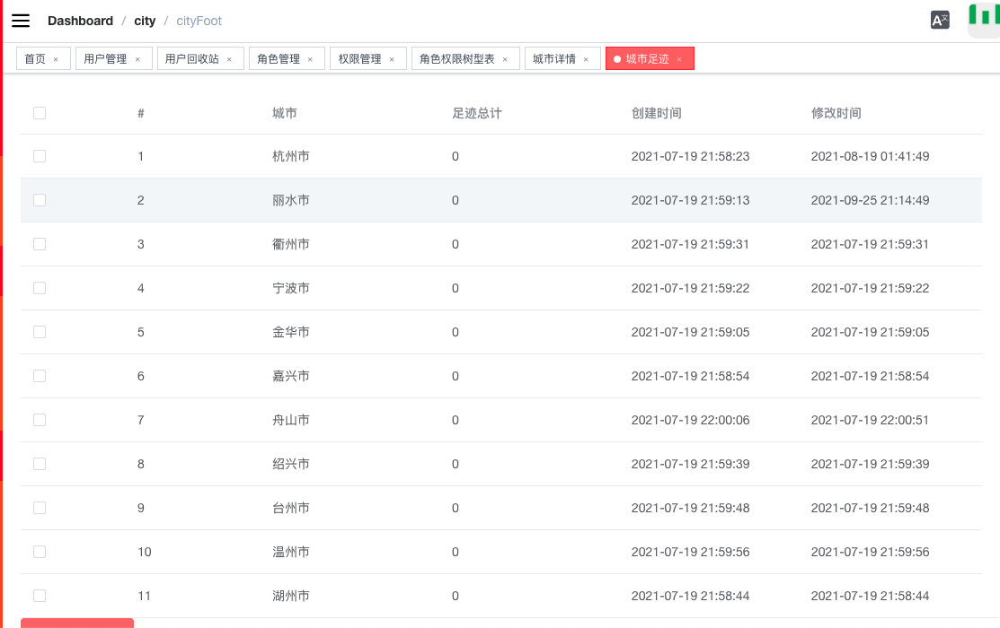 Dashboard / city / cityFoot
首页 × 用户管理 × 用户回收站 × 角色管理 × 权限管理 × 角色权限树型表 × 城市详情 × 城市足迹 ×
# 城市 足迹总计 创建时间 修改时间
1 杭州市 0 2021-07-19 21:58:23 2021-08-19 01:41:49
2 丽水市 0 2021-07-19 21:59:13 2021-09-25 21:14:49
3 衢州市 0 2021-07-19 21:59:31 2021-07-19 21:59:31
4 宁波市 0 2021-07-19 21:59:22 2021-07-19 21:59:22
5 金华市 0 2021-07-19 21:59:05 2021-07-19 21:59:05
6 嘉兴市 0 2021-07-19 21:58:54 2021-07-19 21:58:54
7 舟山市 0 2021-07-19 22:00:06 2021-07-19 22:00:51
8 绍兴市 0 2021-07-19 21:59:39 2021-07-19 21:59:39
9 台州市 0 2021-07-19 21:59:48 2021-07-19 21:59:48
10 温州市 0 2021-07-19 21:59:56 2021-07-19 21:59:56
11 湖州市 0 2021-07-19 21:58:44 2021-07-19 21:58:44